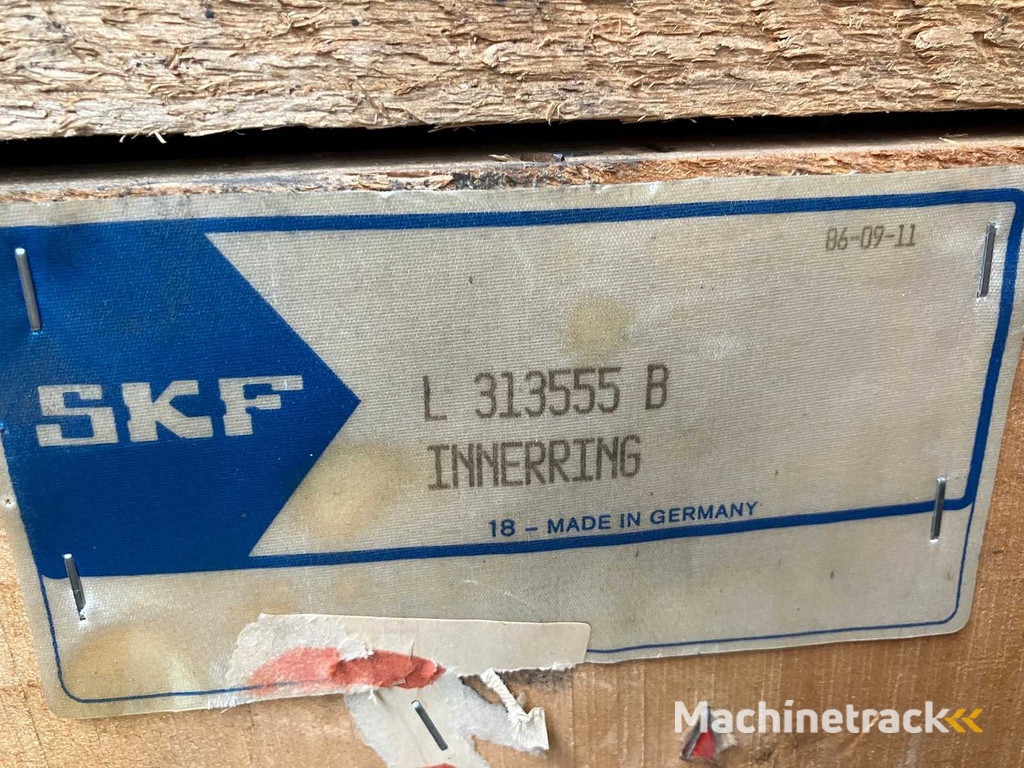 86-09-11
SKF
L 313555 B
INNERRING
18 - MADE IN GERMANY
Machinetrack